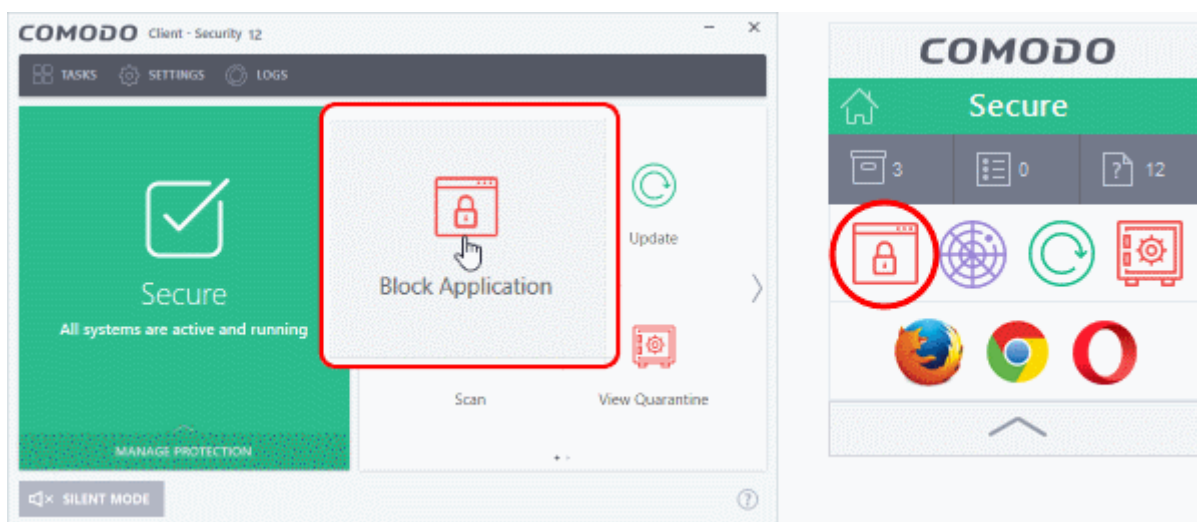 COMODO Client - Security 12
TASKS SETTINGS LOGS
Block Application
Update
Secure
All systems are active and running
Scan
View Quarantine
MANAGE PROTECTION
SILENT MODE
COMODO
Secure
3 0 12